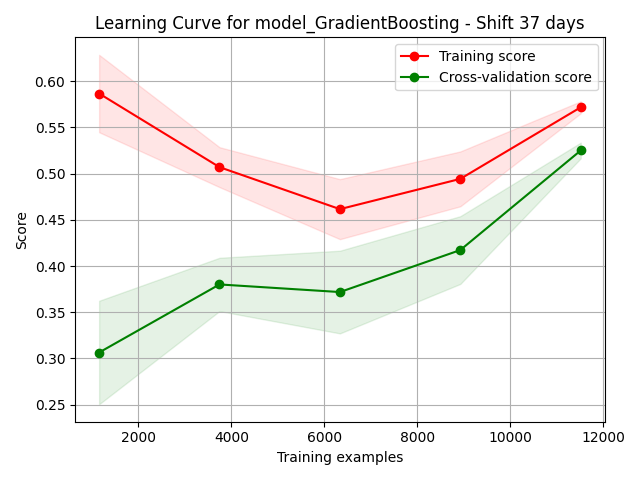 Learning Curve for model_GradientBoosting - Shift 37 days
Training score
Cross-validation score
0.60
0.55
0.50
0.45
0.40
0.35
0.30
0.25
Score
2000 4000 6000 8000 10000 12000
Training examples